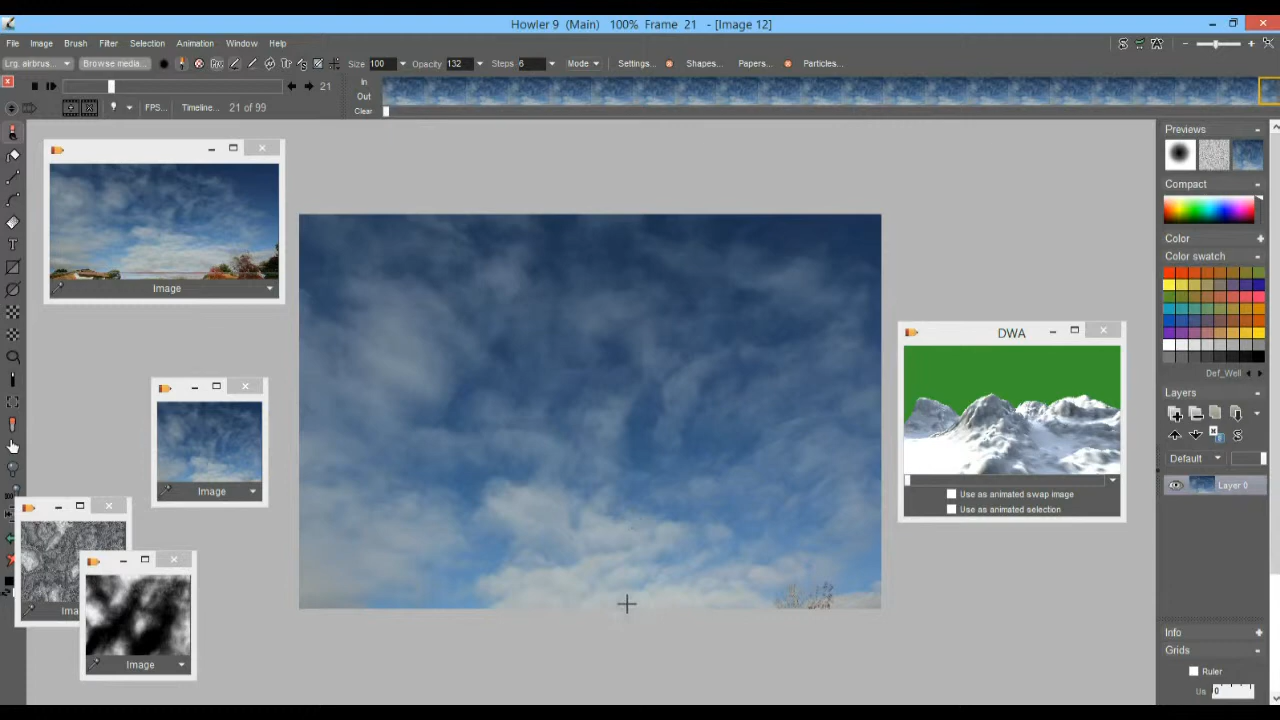 Howler 9 (Main) 100% Frame 21 - [Image 12]
File Image Brush Filter Selection Animation Window Help
Lrg. airbrus... Browse media... Size 100 Opacity 132 Steps 6 Mode Settings... Shapes... Papers... Particles...
21 In
Out
FPS... Timeline... 21 of 99 Clear
Previews
Compact
Color
Color swatch
Image
DWA
Def_Well
Layers
Default
Layer 0
Image
Use as animated swap image
Use as animated selection
Ima
Image
Info
Grids
Ruler
Us 0